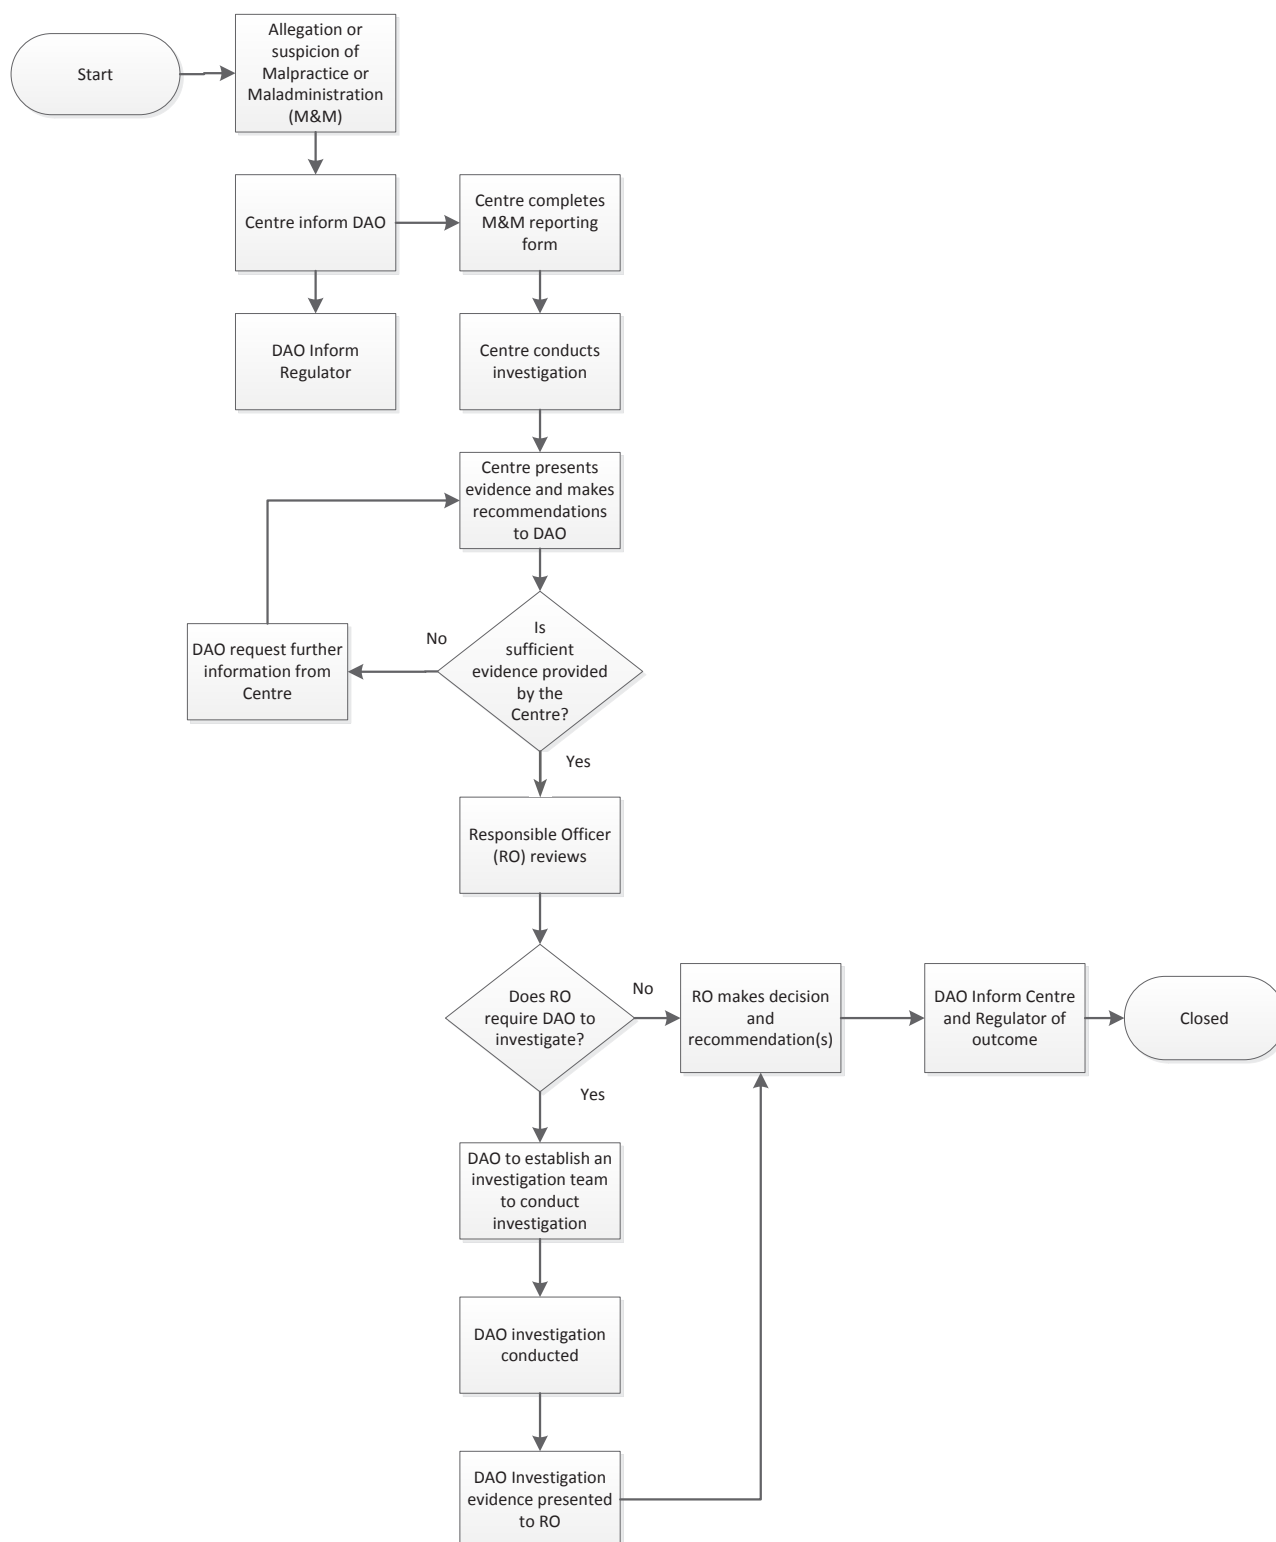 Start
Allegation or
suspicion of
Malpractice or
Maladministration
(M&M)
Centre inform DAO
Centre completes
M&M reporting
form
DAO Inform
Regulator
Centre conducts
investigation
Centre presents
evidence and makes
recommendations
to DAO
DAO request further
information from
Centre
No
Is
sufficient
evidence provided
by the
Centre?
Yes
Responsible Officer
(RO) reviews
Does RO
require DAO to
investigate?
No
RO makes decision
and
recommendation(s)
DAO Inform Centre
and Regulator of
outcome
Closed
Yes
DAO to establish an
investigation team
to conduct
investigation
DAO investigation
conducted
DAO Investigation
evidence presented
to RO